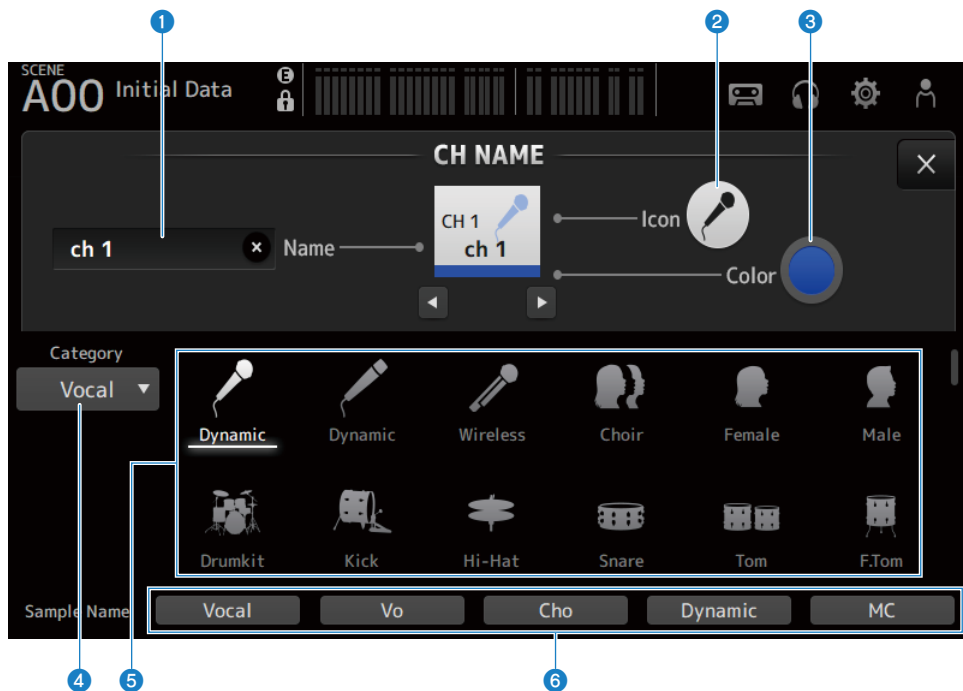 1 2 3
SCENE
A00 Initial Data E
CH NAME
CH 1
ch 1
ch 1 Name
Icon
Color
Category
Vocal
Dynamic Dynamic Wireless Choir Female Male
Drumkit Kick Hi-Hat Snare Tom F.Tom
Sample Name Vocal Vo Cho Dynamic MC
4 5 6